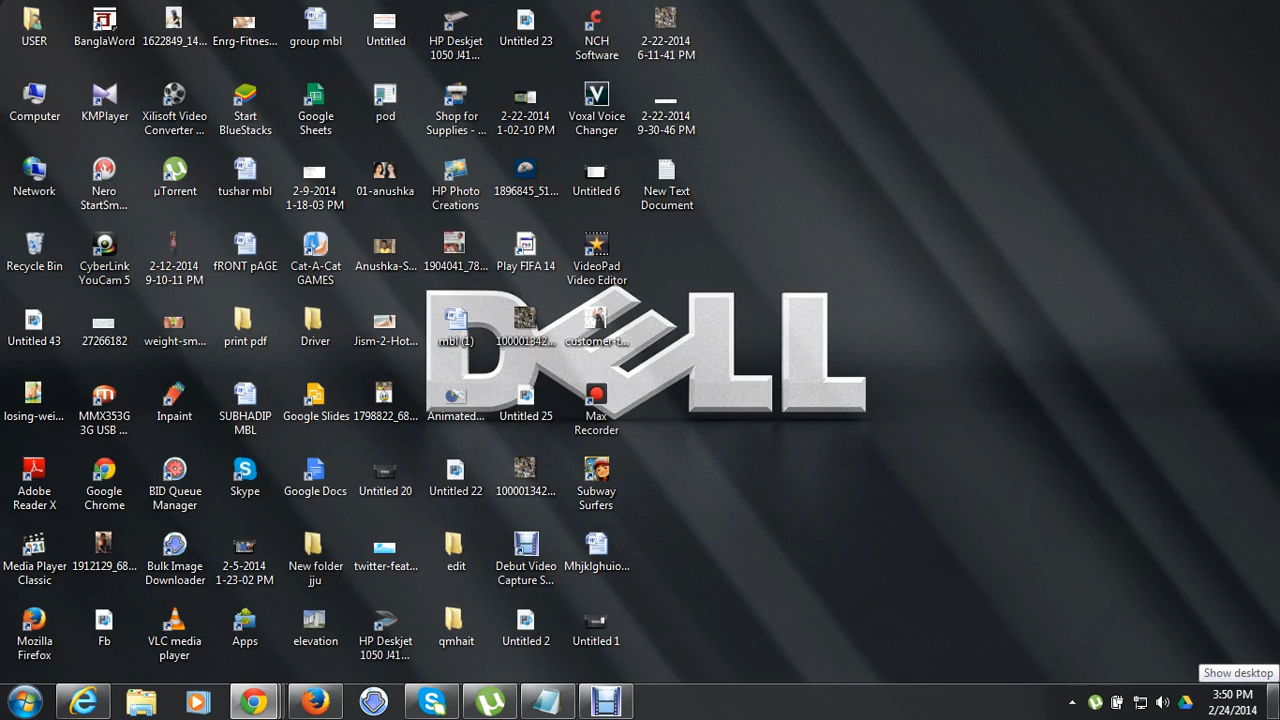 USER
BanglaWord
1622849_14...
Enrg-Fitnes...
group mbl
Untitled
HP Deskjet
1050 J41...
Untitled 23
NCH
Software
2-22-2014
6-11-41 PM
Computer
KMPlayer
Xilisoft Video
Converter ...
Start
BlueStacks
Google
Sheets
pod
Shop for
Supplies - ...
2-22-2014
1-02-10 PM
Voxal Voice
Changer
2-22-2014
9-30-46 PM
Network
Nero
StartSm...
µTorrent
tushar mbl
2-9-2014
1-18-03 PM
01-anushka
HP Photo
Creations
1896845_51...
Untitled 6
New Text
Document
Recycle Bin
CyberLink
YouCam 5
2-12-2014
9-10-11 PM
fRONT pAGE
Cat-A-Cat
GAMES
Anushka-S...
1904041_78...
Play FIFA 14
VideoPad
Video Editor
DELL
Untitled 43
27266182
weight-sm...
print pdf
Driver
Jism-2-Hot...
mbl (1)
100001342...
customer-t...
losing-wei...
MMX353G
3G USB ...
Inpaint
SUBHADIP
MBL
Google Slides
1798822_68...
Animated...
Untitled 25
Max
Recorder
Adobe
Reader X
Google
Chrome
BID Queue
Manager
Skype
Google Docs
Untitled 20
Untitled 22
100001342...
Subway
Surfers
Media Player
Classic
1912129_68...
Bulk Image
Downloader
2-5-2014
1-23-02 PM
New folder
jju
twitter-feat...
edit
Debut Video
Capture S...
Mhjklghuio...
Mozilla
Firefox
Fb
VLC media
player
Apps
elevation
HP Deskjet
1050 J41...
qmhait
Untitled 2
Untitled 1
Show desktop
3:50 PM
2/24/2014